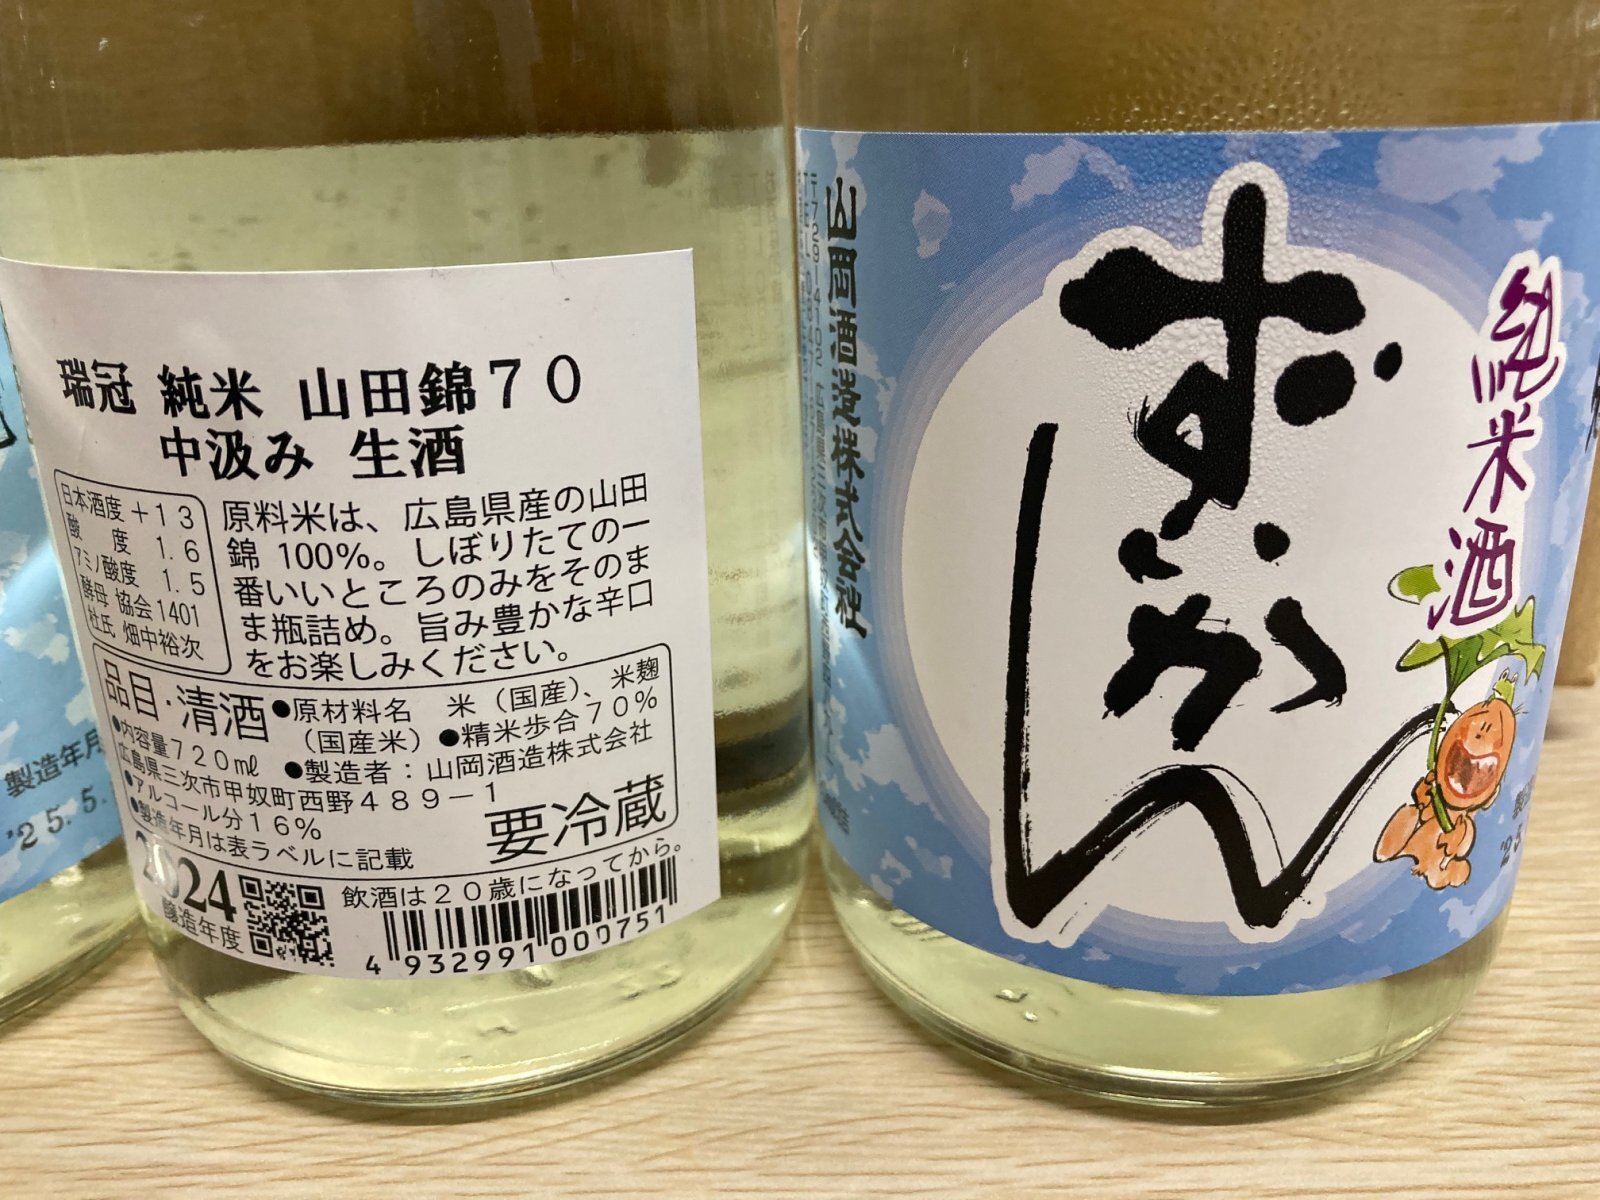 瑞冠 純米 山田錦70
中汲み 生酒
日本酒度 +13
酸度 1.6
アミノ酸度 1.5
酵母 協会1401
杜氏 畑中裕次
原料米は、広島県産の山田
錦 100%。しぼりたての一
番いいところのみをそのま
ま瓶詰め。旨み豊かな辛口
をお楽しみください。
品目・清酒
●原材料名 米(国産)、米麹
(国産米)●精米歩合70%
●内容量720ml ●製造者:山岡酒造株式会社
広島県三次市甲奴町西野489-1
●アルコール分16%
●製造年月は表ラベルに記載
要冷蔵
2024
醸造年度
飲酒は20歳になってから。
4 932991 000751
製造年月
'25.5.
山岡酒造株式会社
〒729-4102
ずいかん
純米酒